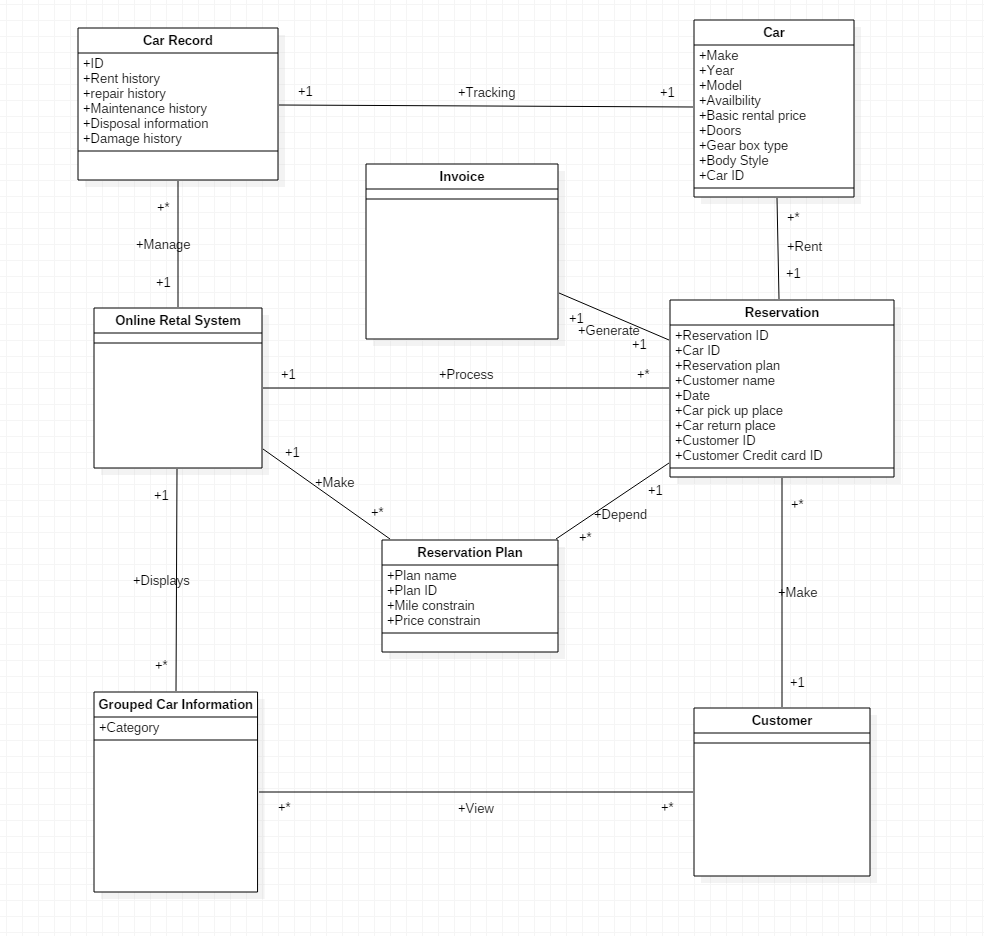 Car Record
+ID
+Rent history
+repair history
+Maintenance history
+Disposal information
+Damage history
+1
+Tracking
+1
Car
+Make
+Year
+Model
+Availbility
+Basic rental price
+Doors
+Gear box type
+Body Style
+Car ID
Invoice
+*
+Manage
+1
+*
+Rent
+1
Online Retal System
+1
+Generate
+1
Reservation
+Reservation ID
+Car ID
+Reservation plan
+Customer name
+Date
+Car pick up place
+Car return place
+Customer ID
+Customer Credit card ID
+1
+Process
+*
+1
+Make
+*
+1
+Depend
+*
Reservation Plan
+Plan name
+Plan ID
+Mile constrain
+Price constrain
+1
+Displays
+*
+*
+Make
+1
Grouped Car Information
+Category
Customer
+*
+View
+*